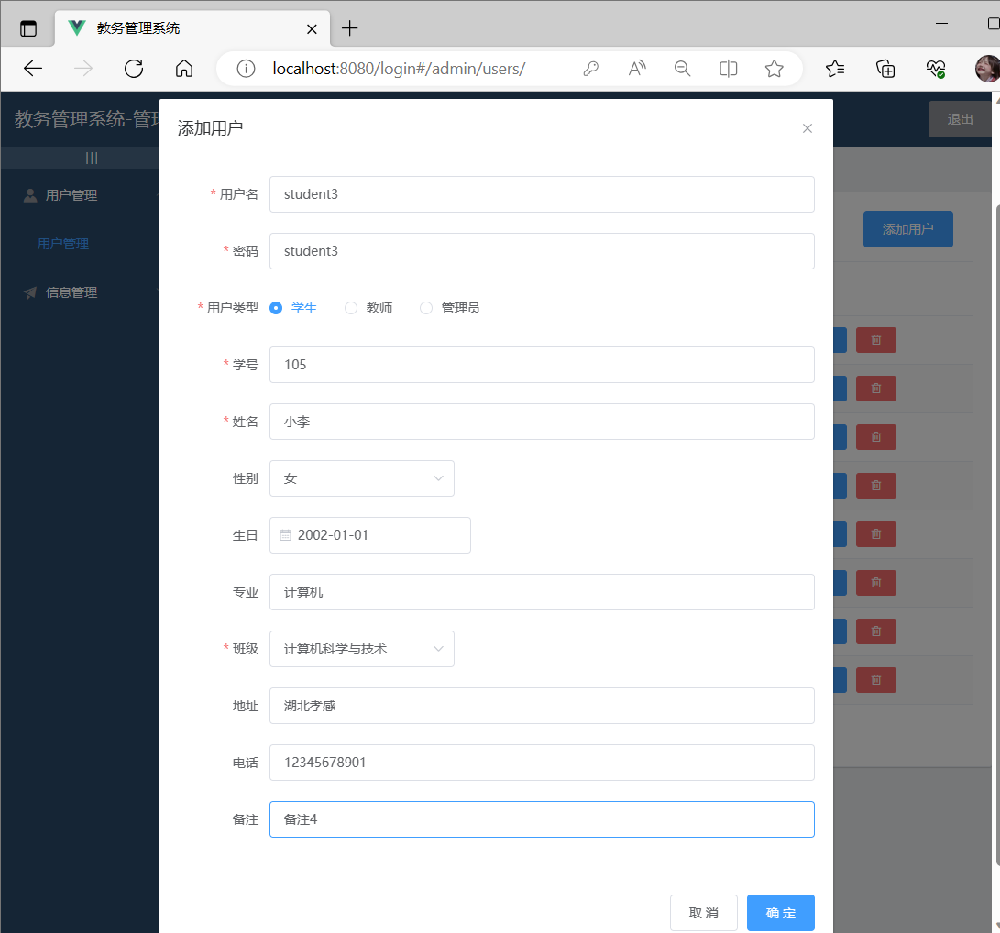 教务管理系统
localhost:8080/login#/admin/users/
教务管理系统-管
退出
添加用户
|||
用户管理
用户管理
信息管理
添加用户
* 用户名 student3
* 密码 student3
* 用户类型 学生 教师 管理员
* 学号 105
* 姓名 小李
性别 女
生日 2002-01-01
专业 计算机
* 班级 计算机科学与技术
地址 湖北孝感
电话 12345678901
备注 备注4
取 消 确 定